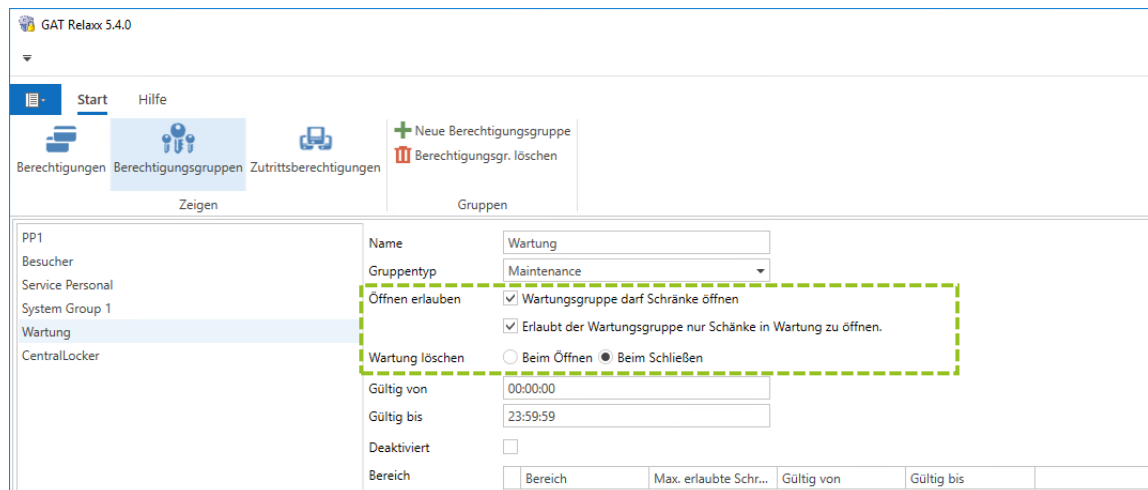 GAT Relaxx 5.4.0
Start Hilfe
Berechtigungen Berechtigungsgruppen Zutrittsberechtigungen
Neue Berechtigungsgruppe
Berechtigungsgr. löschen
Zeigen Gruppen
PP1
Besucher
Service Personal
System Group 1
Wartung
CentralLocker
Name Wartung
Gruppentyp Maintenance
Öffnen erlauben Wartungsgruppe darf Schränke öffnen
Erlaubt der Wartungsgruppe nur Schänke in Wartung zu öffnen.
Wartung löschen Beim Öffnen Beim Schließen
Gültig von 00:00:00
Gültig bis 23:59:59
Deaktiviert
Bereich Bereich Max. erlaubte Schr... Gültig von Gültig bis